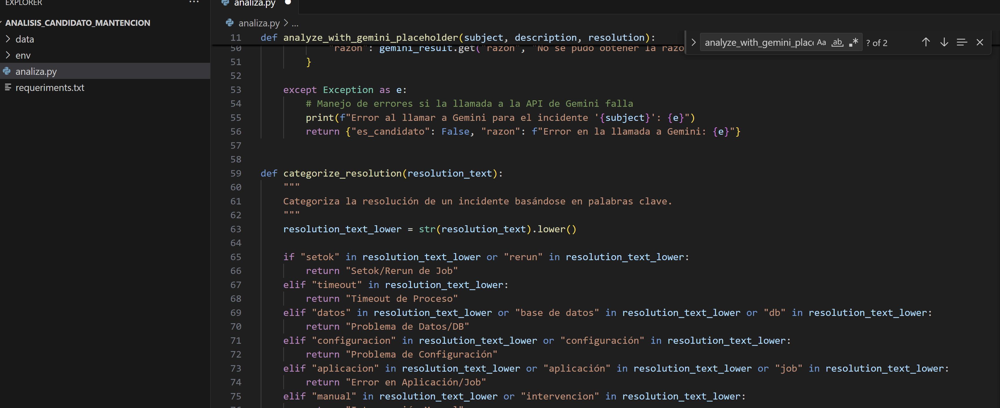 EXPLORER
ANALISIS_CANDIDATO_MANTENCION
data
env
analiza.py
requeriments.txt
analiza.py
analiza.py > ...
analyze_with_gemini_plac Aa ab .* ? of 2
11 def analyze_with_gemini_placeholder(subject, description, resolution):
50 "razon": gemini_result.get("razon", "No se pudo obtener la razo
51 }
52
53 except Exception as e:
54 # Manejo de errores si la llamada a la API de Gemini falla
55 print(f"Error al llamar a Gemini para el incidente '{subject}': {e}")
56 return {"es_candidato": False, "razon": f"Error en la llamada a Gemini: {e}"}
57
58
59 def categorize_resolution(resolution_text):
60 """
61 Categoriza la resolución de un incidente basándose en palabras clave.
62 """
63 resolution_text_lower = str(resolution_text).lower()
64
65 if "setok" in resolution_text_lower or "rerun" in resolution_text_lower:
66 return "Setok/Rerun de Job"
67 elif "timeout" in resolution_text_lower:
68 return "Timeout de Proceso"
69 elif "datos" in resolution_text_lower or "base de datos" in resolution_text_lower or "db" in resolution_text_lower:
70 return "Problema de Datos/DB"
71 elif "configuracion" in resolution_text_lower or "configuración" in resolution_text_lower:
72 return "Problema de Configuración"
73 elif "aplicacion" in resolution_text_lower or "aplicación" in resolution_text_lower or "job" in resolution_text_lower:
74 return "Error en Aplicación/Job"
75 elif "manual" in resolution_text_lower or "intervencion" in resolution_text_lower: